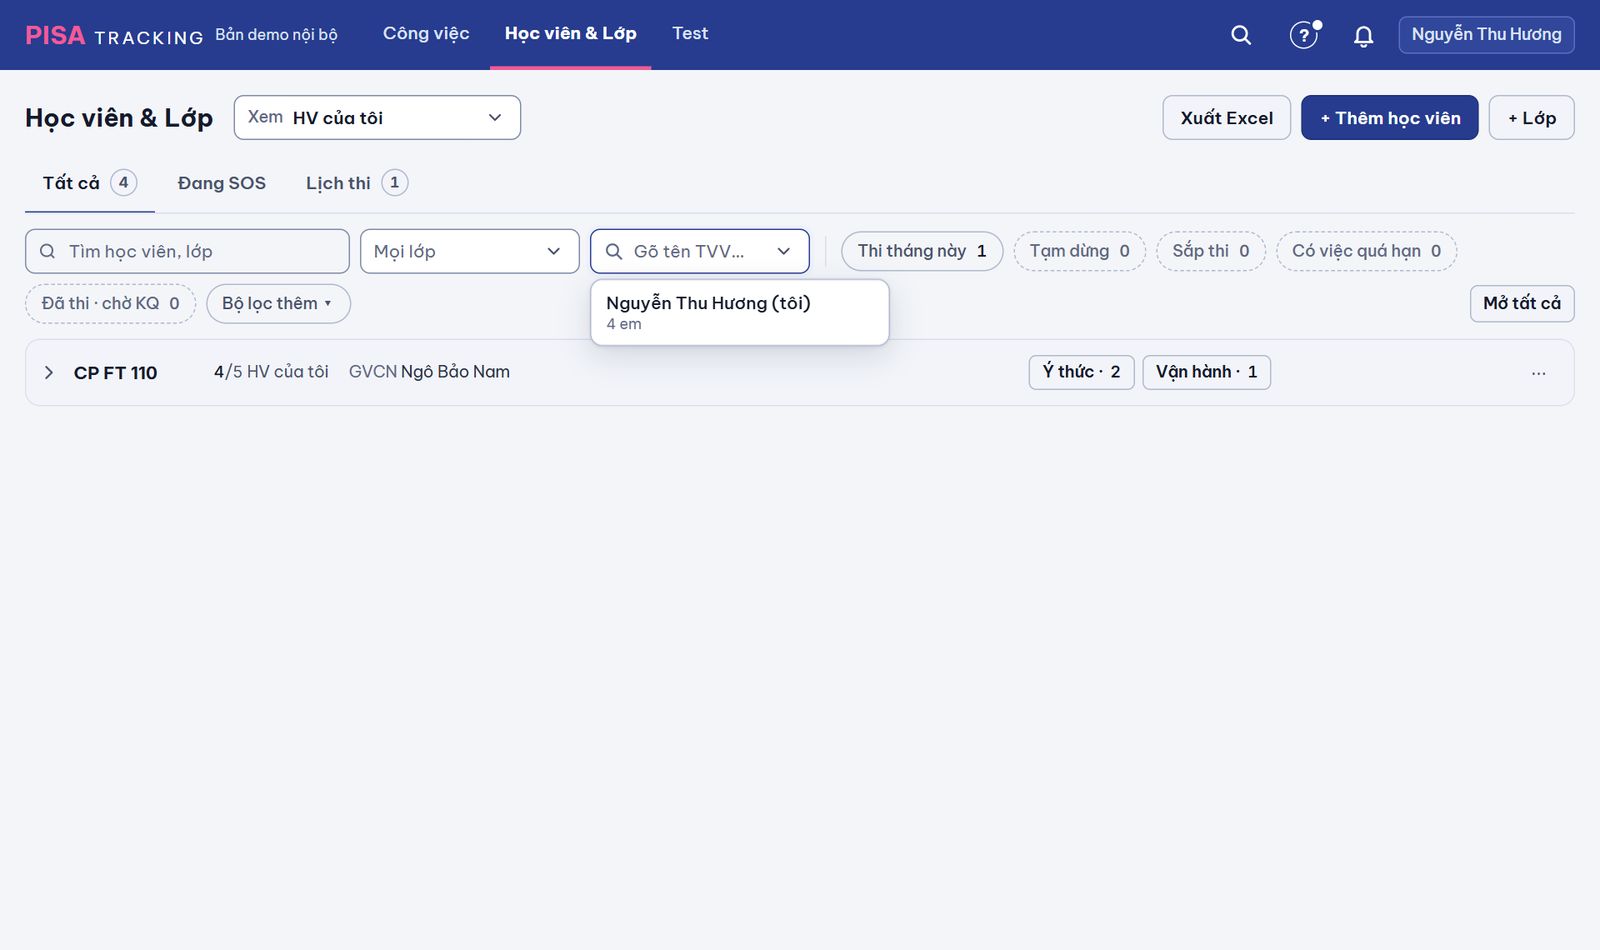 PISA TRACKING Bản demo nội bộ Công việc Học viên & Lớp Test ? Nguyễn Thu Hương
Học viên & Lớp Xem HV của tôi Xuất Excel + Thêm học viên + Lớp
Tất cả 4 Đang SOS Lịch thi 1
Tìm học viên, lớp Mọi lớp Gõ tên TVV... Thi tháng này 1 Tạm dừng 0 Sắp thi 0 Có việc quá hạn 0
Đã thi · chờ KQ 0 Bộ lọc thêm ▾ Mở tất cả
Nguyễn Thu Hương (tôi)
4 em
CP FT 110 4/5 HV của tôi GVCN Ngô Bảo Nam Ý thức · 2 Vận hành · 1 ...